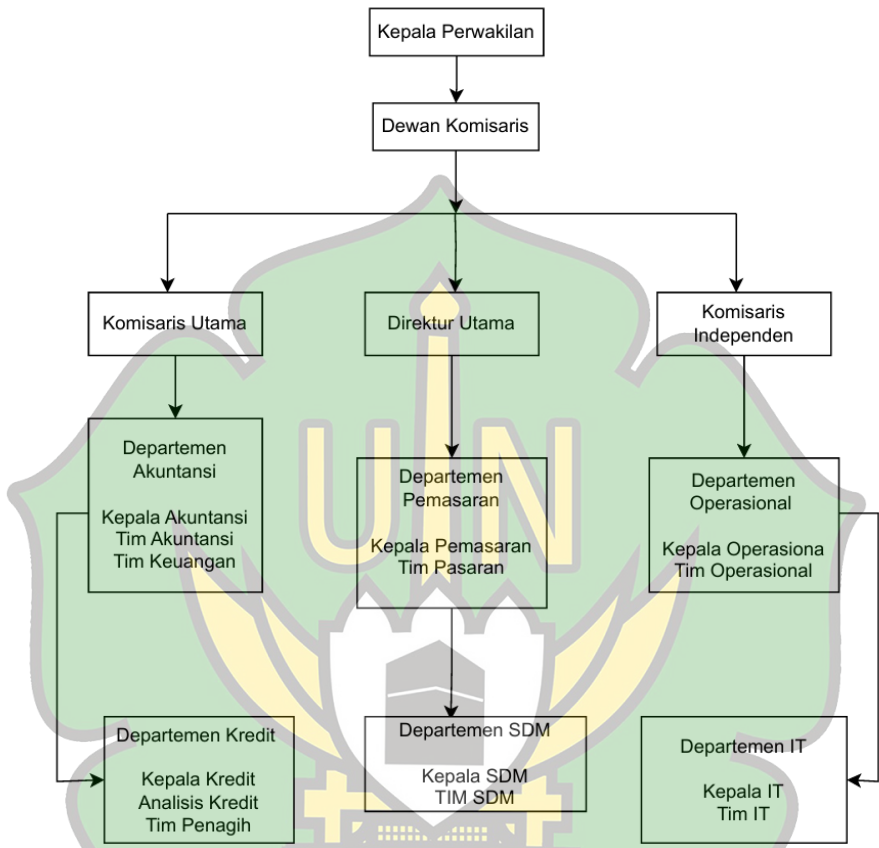 Kepala Perwakilan
Dewan Komisaris
Komisaris Utama
Direktur Utama
Komisaris
Independen
Departemen
Akuntansi
Kepala Akuntansi
Tim Akuntansi
Tim Keuangan
Departemen
Pemasaran
Kepala Pemasaran
Tim Pasaran
Departemen
Operasional
Kepala Operasiona
Tim Operasional
Departemen Kredit
Kepala Kredit
Analisis Kredit
Tim Penagih
Departemen SDM
Kepala SDM
TIM SDM
Departemen IT
Kepala IT
Tim IT
UIN